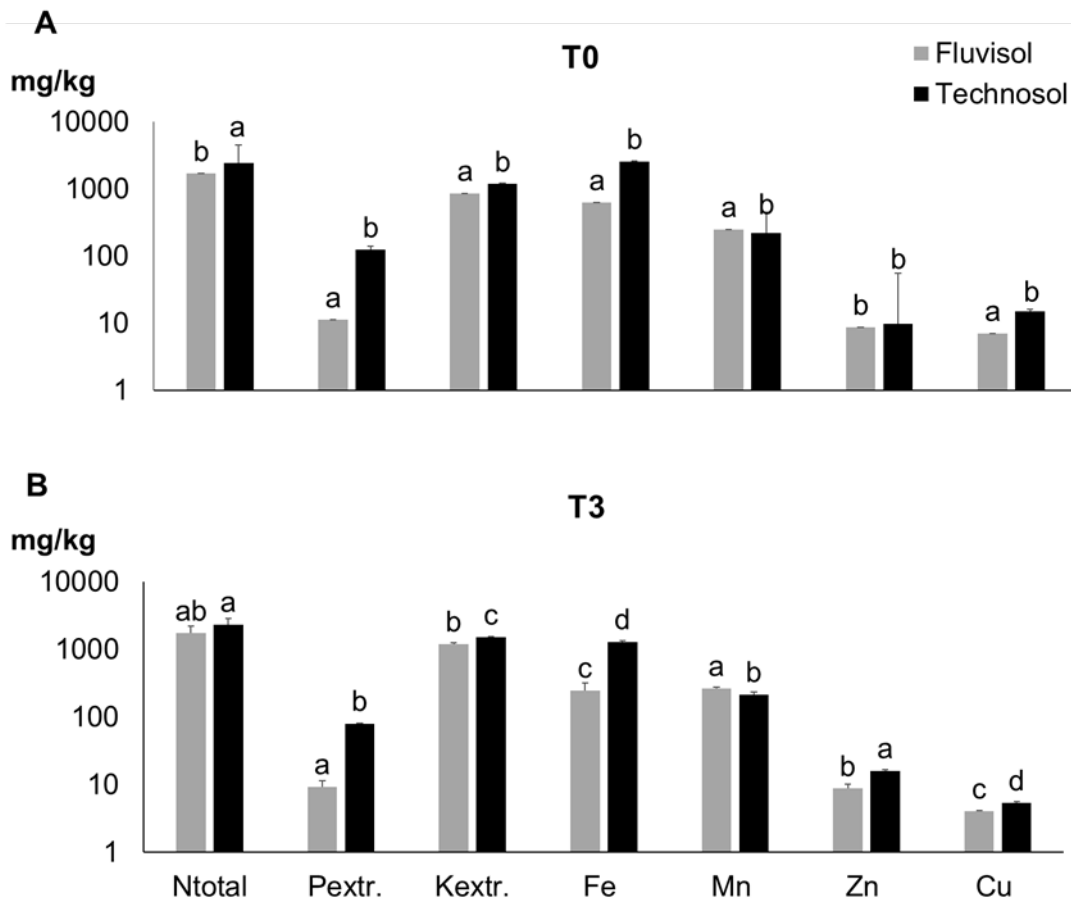 A
T0
Fluvisol
Technosol
mg/kg
10000
1000
100
10
1
b a a b a b a b a b b b a b
B
T3
mg/kg
10000
1000
100
10
1
ab a a b b c c d a b b a c d
Ntotal Pextr. Kextr. Fe Mn Zn Cu